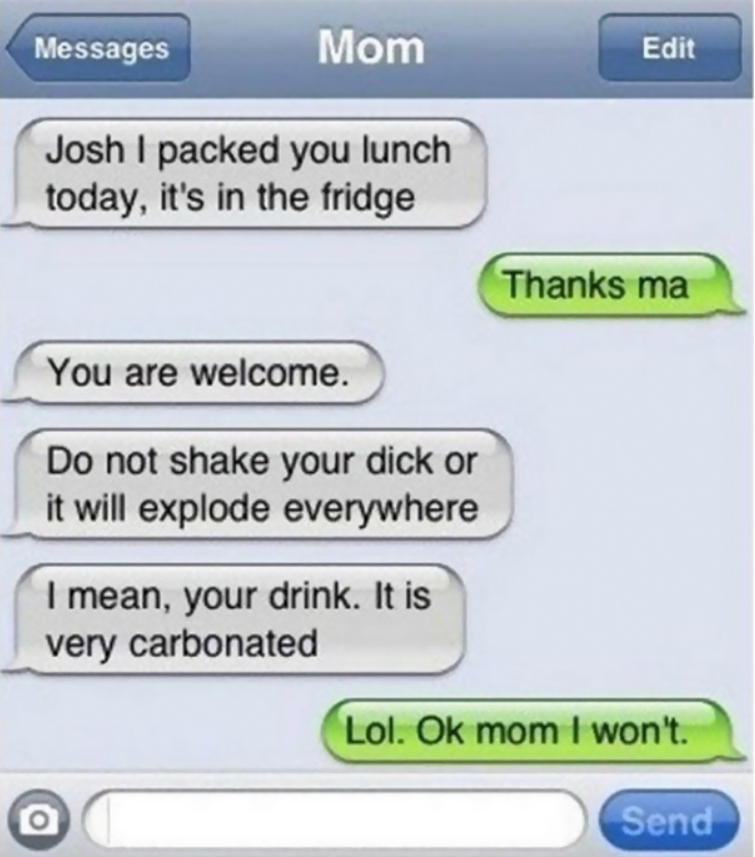 Messages
Mom
Edit
Josh I packed you lunch
today, it's in the fridge
Thanks ma
You are welcome.
Do not shake your dick or
it will explode everywhere
I mean, your drink. It is
very carbonated
Lol. Ok mom I won't.
Send